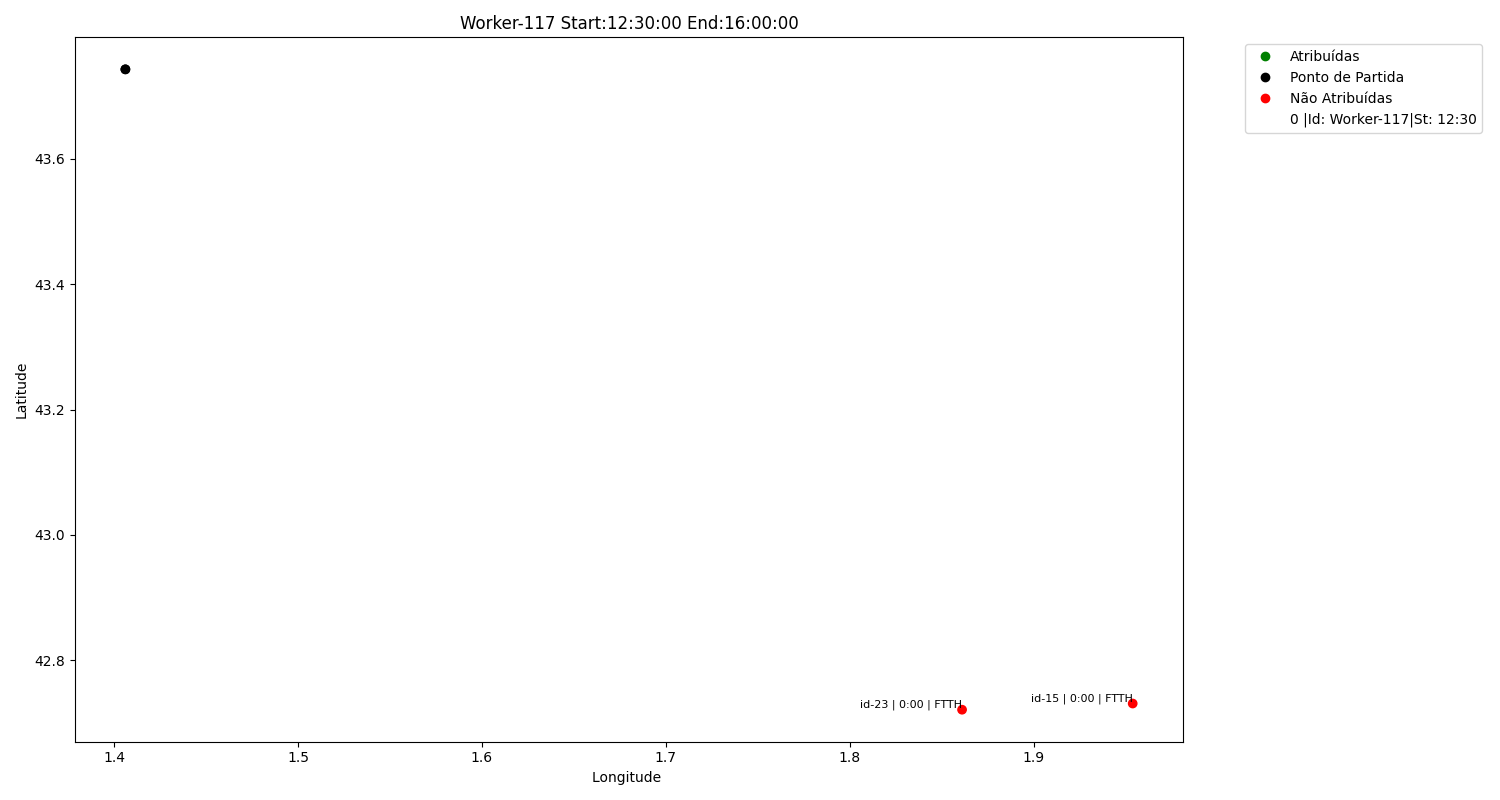 Worker-117 Start:12:30:00 End:16:00:00
Atribuídas
Ponto de Partida
Não Atribuídas
0 |Id: Worker-117|St: 12:30
Latitude
43.6
43.4
43.2
43.0
42.8
id-23 | 0:00 | FTTH
id-15 | 0:00 | FTTH
1.4 1.5 1.6 1.7 1.8 1.9
Longitude